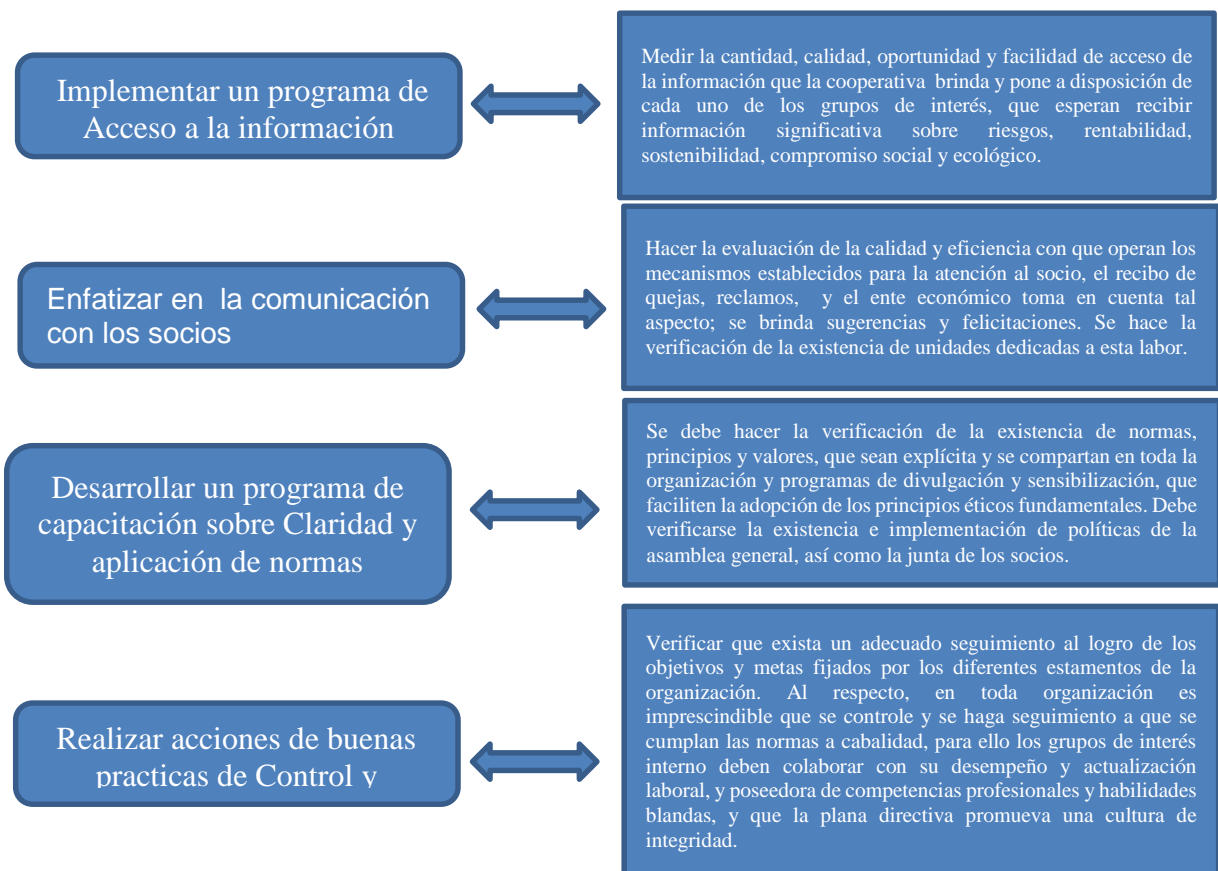 Implementar un programa de
Acceso a la información
Medir la cantidad, calidad, oportunidad y facilidad de acceso de
la información que la cooperativa brinda y pone a disposición de
cada uno de los grupos de interés, que esperan recibir
información significativa sobre riesgos, rentabilidad,
sostenibilidad, compromiso social y ecológico.
Enfatizar en la comunicación
con los socios
Hacer la evaluación de la calidad y eficiencia con que operan los
mecanismos establecidos para la atención al socio, el recibo de
quejas, reclamos, y el ente económico toma en cuenta tal
aspecto; se brinda sugerencias y felicitaciones. Se hace la
verificación de la existencia de unidades dedicadas a esta labor.
Desarrollar un programa de
capacitación sobre Claridad y
aplicación de normas
Se debe hacer la verificación de la existencia de normas,
principios y valores, que sean explícita y se compartan en toda la
organización y programas de divulgación y sensibilización, que
faciliten la adopción de los principios éticos fundamentales. Debe
verificarse la existencia e implementación de políticas de la
asamblea general, así como la junta de los socios.
Realizar acciones de buenas
practicas de Control y
Verificar que exista un adecuado seguimiento al logro de los
objetivos y metas fijados por los diferentes estamentos de la
organización. Al respecto, en toda organización es
imprescindible que se controle y se haga seguimiento a que se
cumplan las normas a cabalidad, para ello los grupos de interés
interno deben colaborar con su desempeño y actualización
laboral, y poseedora de competencias profesionales y habilidades
blandas, y que la plana directiva promueva una cultura de
integridad.